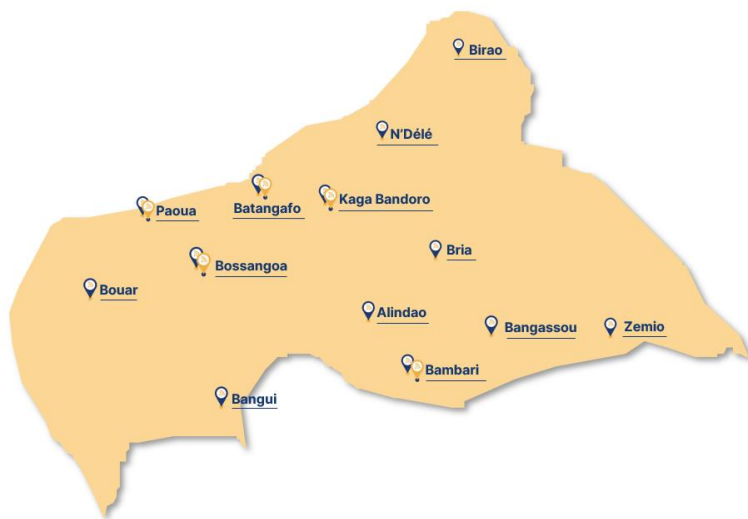 Birao
N'Délé
Kaga Bandoro
Batangafo
Paoua
Bria
Bossangoa
Bouar
Alindao
Bangassou
Zemio
Bambari
Bangui